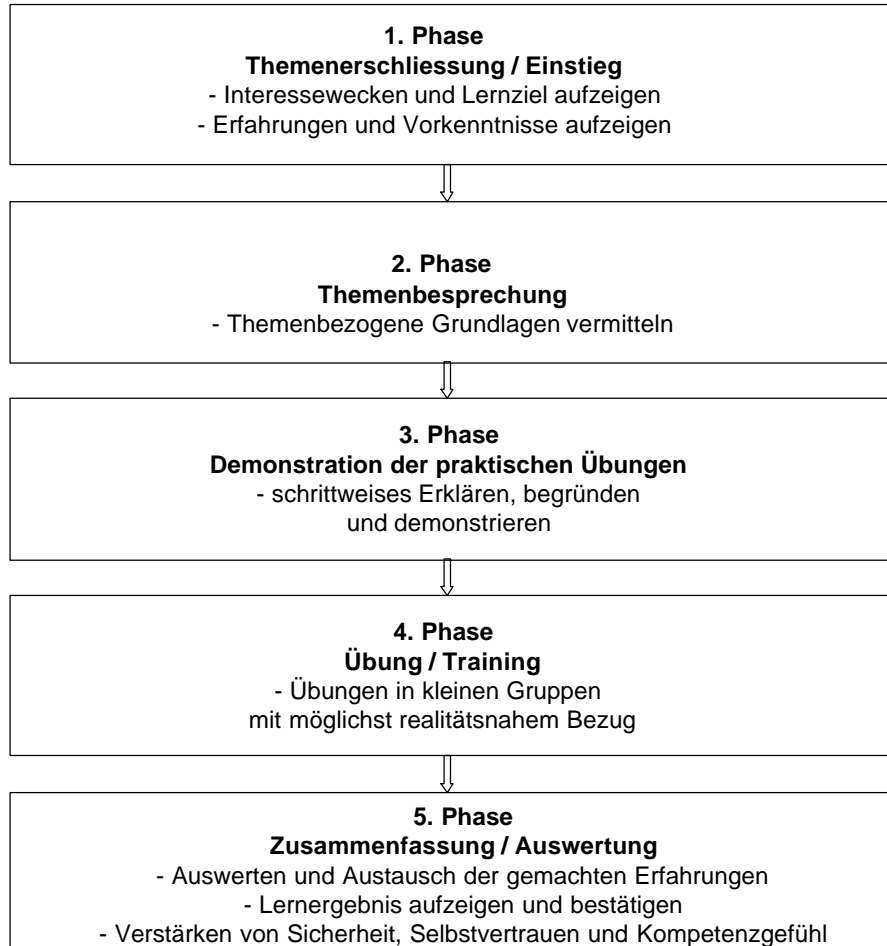 1. Phase
Themenerschliessung / Einstieg
- Interessewecken und Lernziel aufzeigen
- Erfahrungen und Vorkenntnisse aufzeigen
2. Phase
Themenbesprechung
- Themenbezogene Grundlagen vermitteln
3. Phase
Demonstration der praktischen Übungen
- schrittweises Erklären, begründen
und demonstrieren
4. Phase
Übung / Training
- Übungen in kleinen Gruppen
mit möglichst realitätsnahem Bezug
5. Phase
Zusammenfassung / Auswertung
- Auswerten und Austausch der gemachten Erfahrungen
- Lernergebnis aufzeigen und bestätigen
- Verstärken von Sicherheit, Selbstvertrauen und Kompetenzgefühl